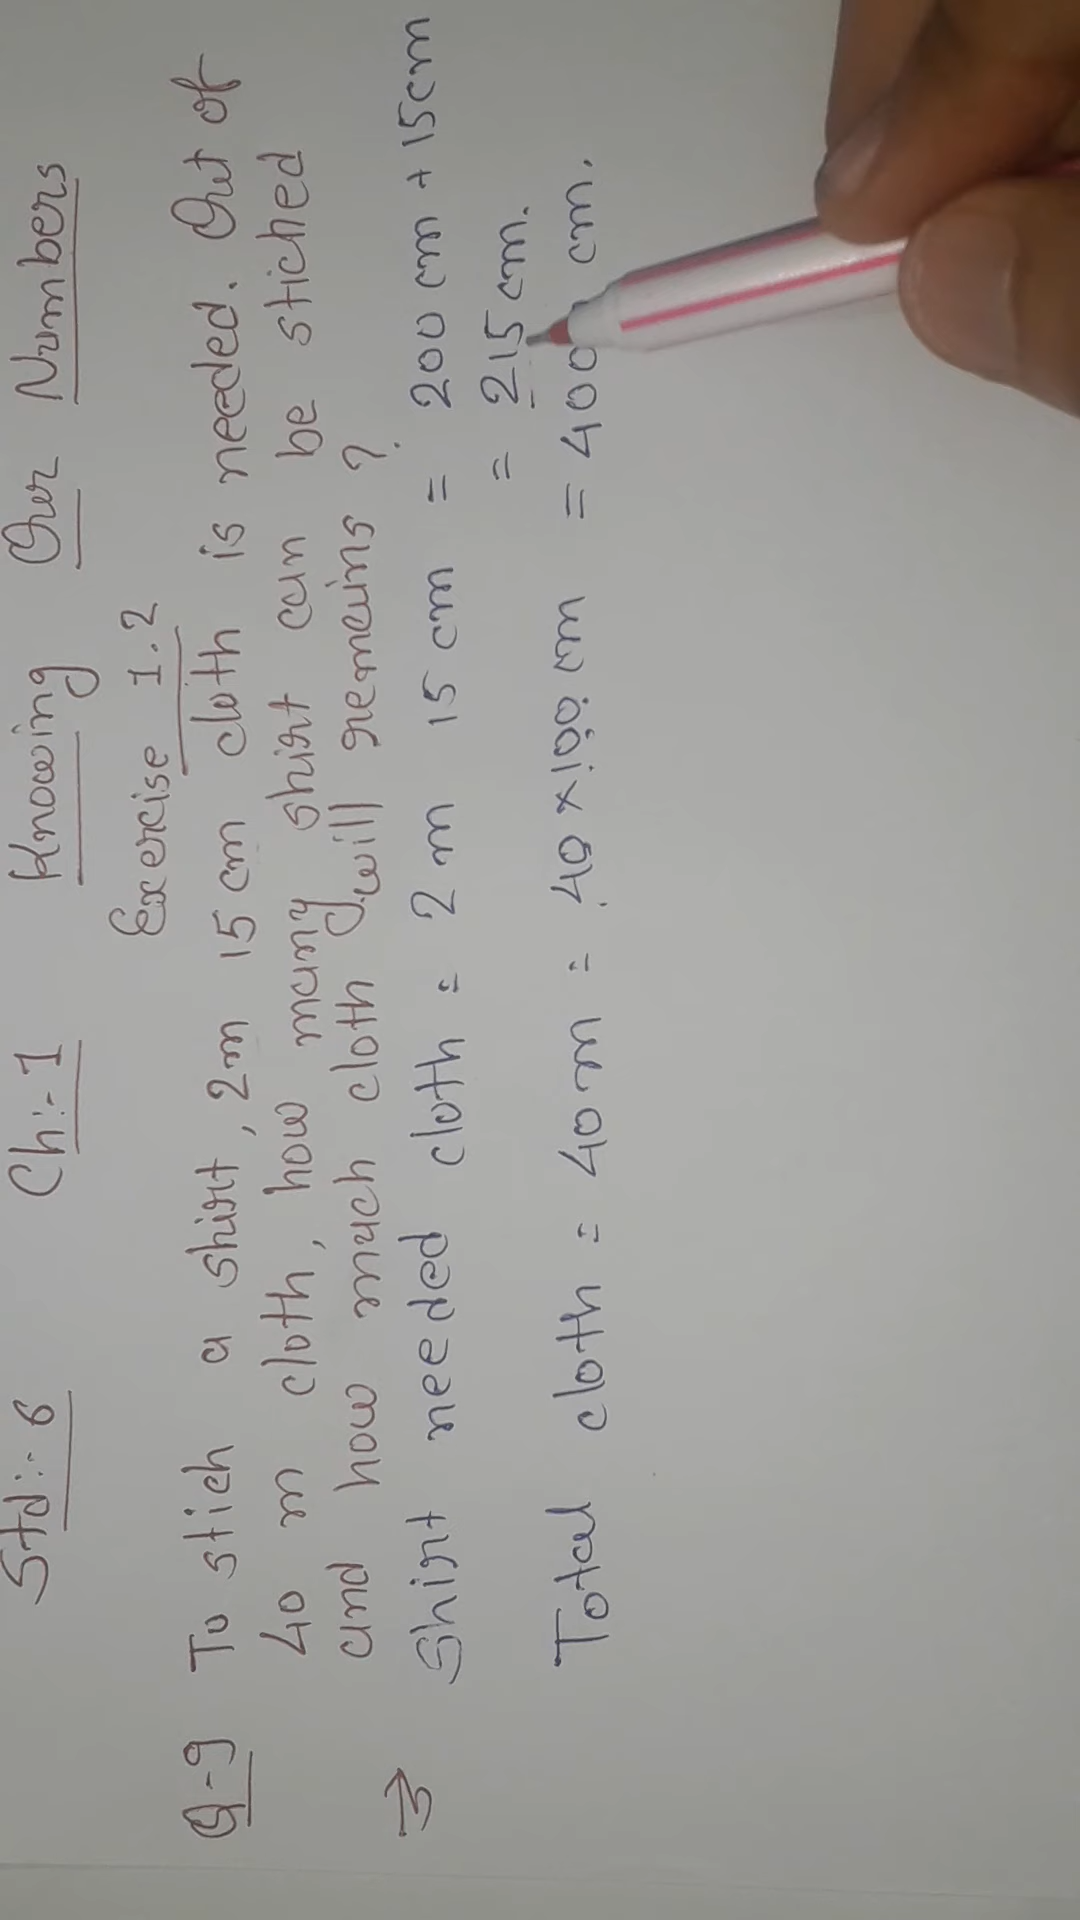 Std:- 6 Ch:- 1 Knowing Our Numbers
Exercise 1.2
Q-9 To stich a shirt, 2m 15 cm cloth is needed. Out of
40 m cloth, how many shirt can be stiched
and how much cloth will remains ?
⇒ Shirt needed cloth = 2 m 15 cm = 200 cm + 15cm
= 215 cm.
Total cloth = 40 m = 40 × 100 cm = 400 cm.